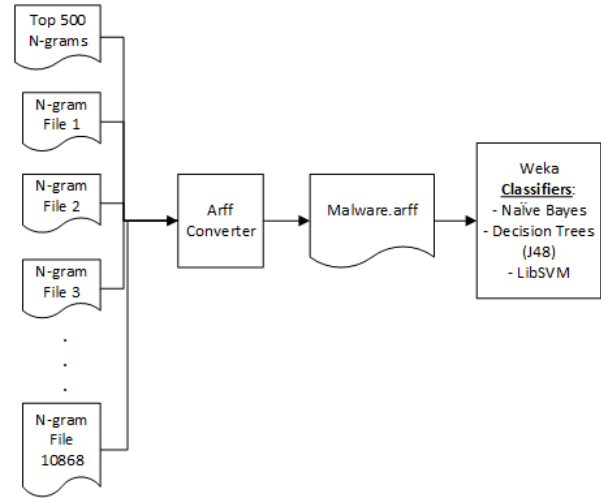 Top 500
N-grams
N-gram
File 1
N-gram
File 2
N-gram
File 3
.
.
.
N-gram
File
10868
Arff
Converter
Malware.arff
Weka
Classifiers:
- NaÏve Bayes
- Decision Trees
(J48)
- LibSVM